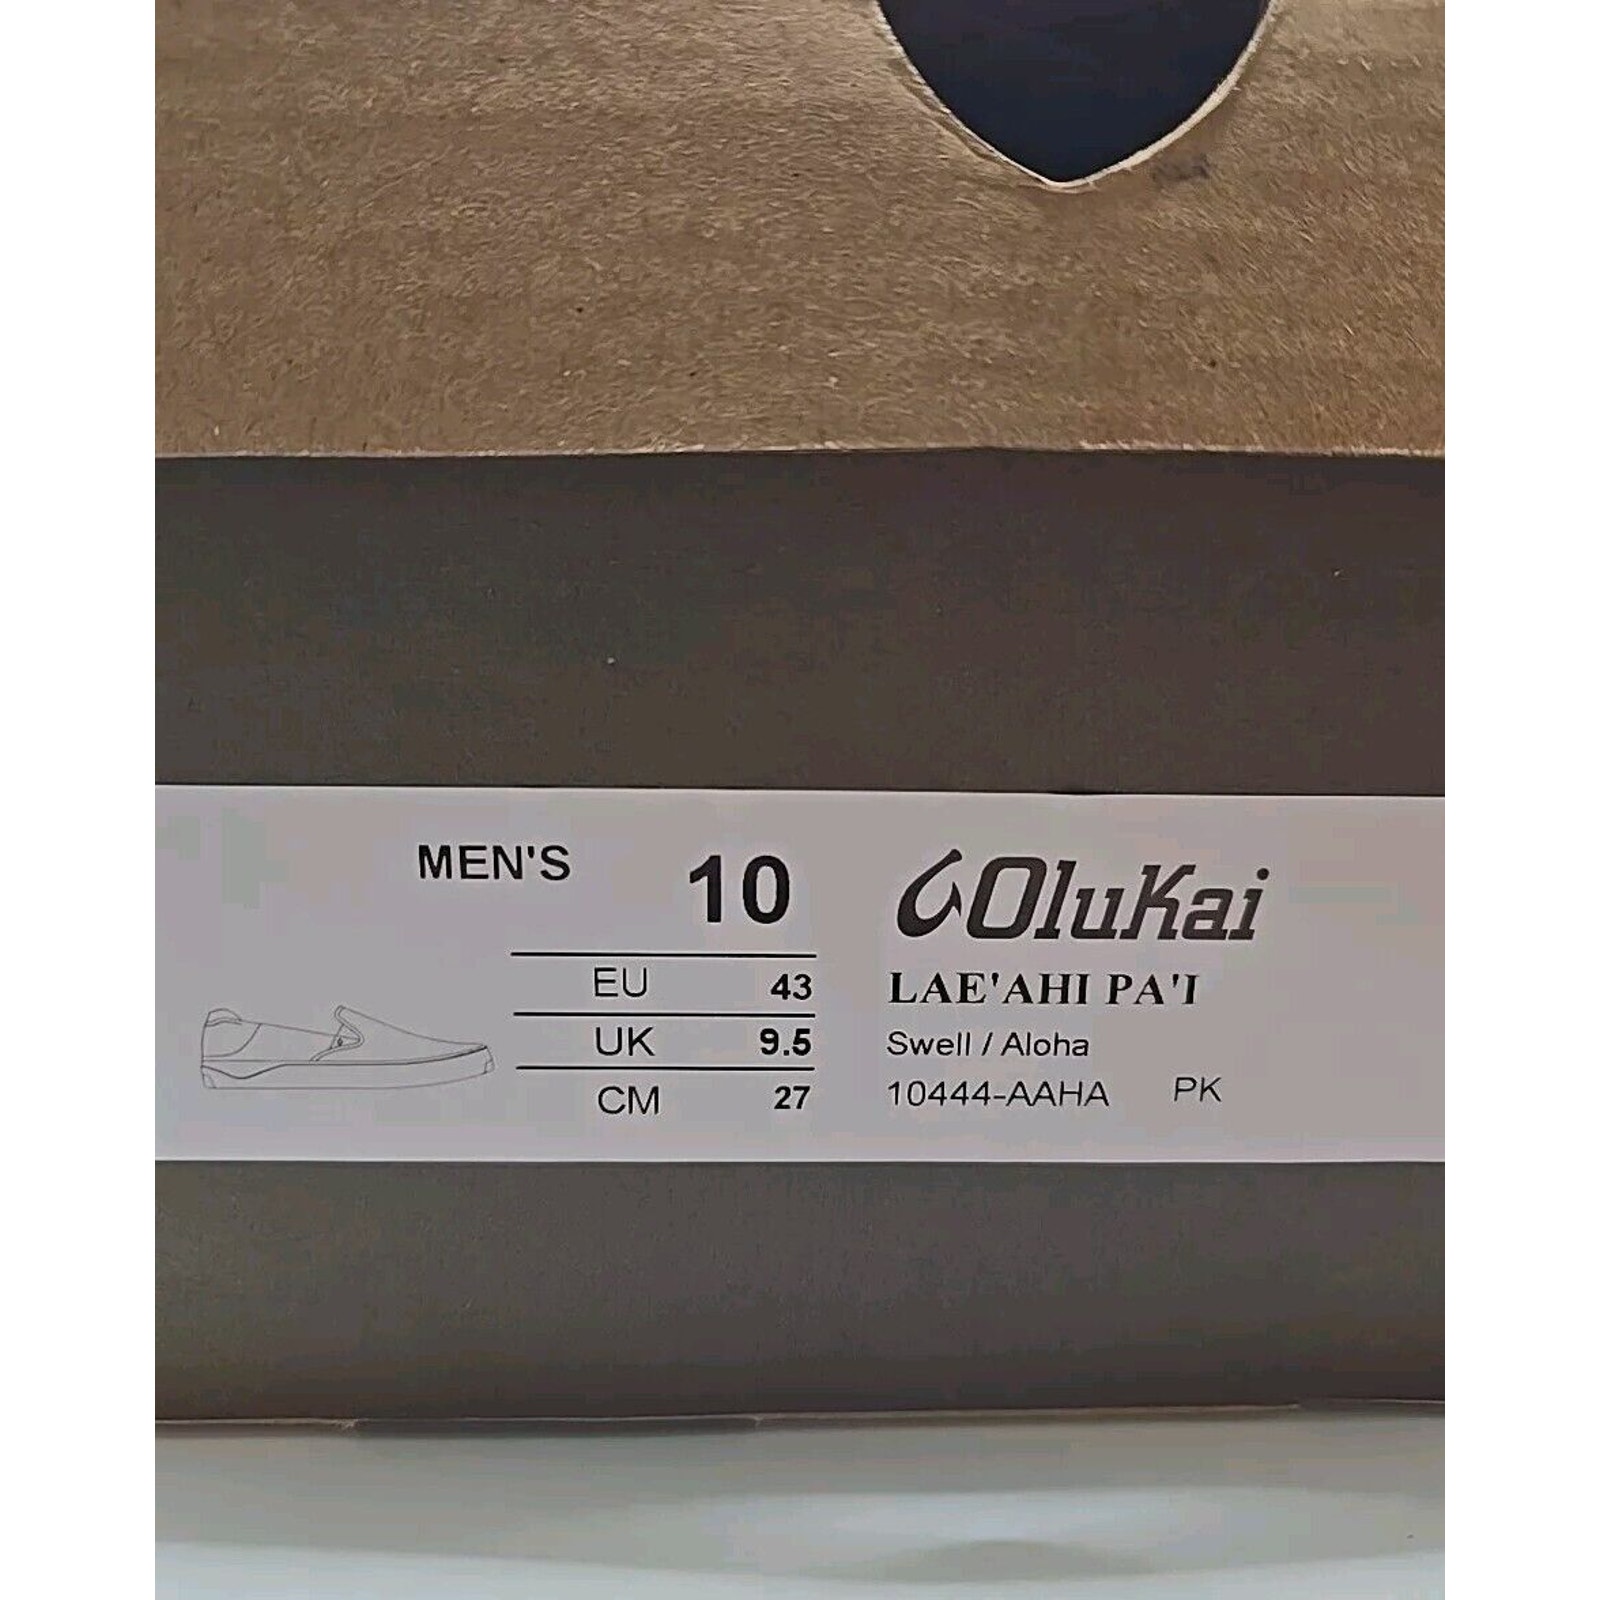 MEN'S 10
EU 43
UK 9.5
CM 27
OluKai
LAE'AHI PA'I
Swell / Aloha
10444-AAHA PK